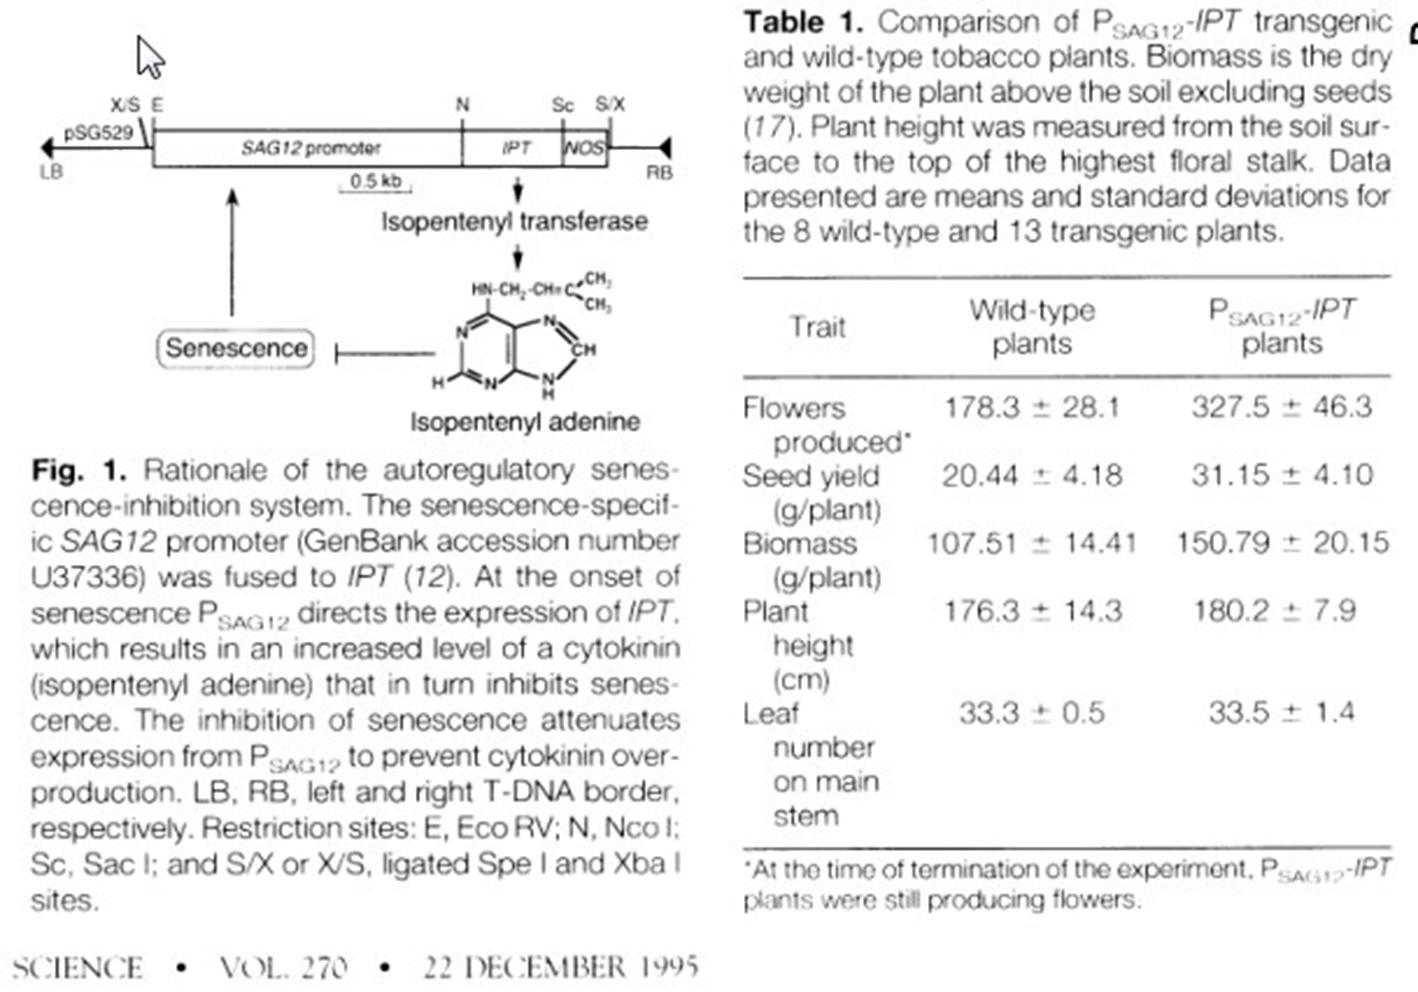 X/S E N Sc S/X
pSG529 SAG12 promoter IPT NOS
LB 0.5 kb RB
Isopentenyl transferase
HN-CH2-CH=C CH3
CH3
N N
CH
H N N
H
Senescence
Isopentenyl adenine
Fig. 1. Rationale of the autoregulatory senes-
cence-inhibition system. The senescence-specif-
ic SAG12 promoter (GenBank accession number
U37336) was fused to IPT (12). At the onset of
senescence PSAG12 directs the expression of IPT,
which results in an increased level of a cytokinin
(isopentenyl adenine) that in turn inhibits senes-
cence. The inhibition of senescence attenuates
expression from PSAG12 to prevent cytokinin over-
production. LB, RB, left and right T-DNA border,
respectively. Restriction sites: E, Eco RV; N, Nco I;
Sc, Sac I; and S/X or X/S, ligated Spe I and Xba I
sites.
SCIENCE • VOL. 270 • 22 DECEMBER 1995
Table 1. Comparison of PSAG12-IPT transgenic
and wild-type tobacco plants. Biomass is the dry
weight of the plant above the soil excluding seeds
(17). Plant height was measured from the soil sur-
face to the top of the highest floral stalk. Data
presented are means and standard deviations for
the 8 wild-type and 13 transgenic plants.
Trait Wild-type plants PSAG12-IPT plants
Flowers 178.3 ± 28.1 327.5 ± 46.3
produced*
Seed yield 20.44 ± 4.18 31.15 ± 4.10
(g/plant)
Biomass 107.51 ± 14.41 150.79 ± 20.15
(g/plant)
Plant 176.3 ± 14.3 180.2 ± 7.9
height
(cm)
Leaf 33.3 ± 0.5 33.5 ± 1.4
number
on main
stem
*At the time of termination of the experiment, PSAG12-IPT
plants were still producing flowers.